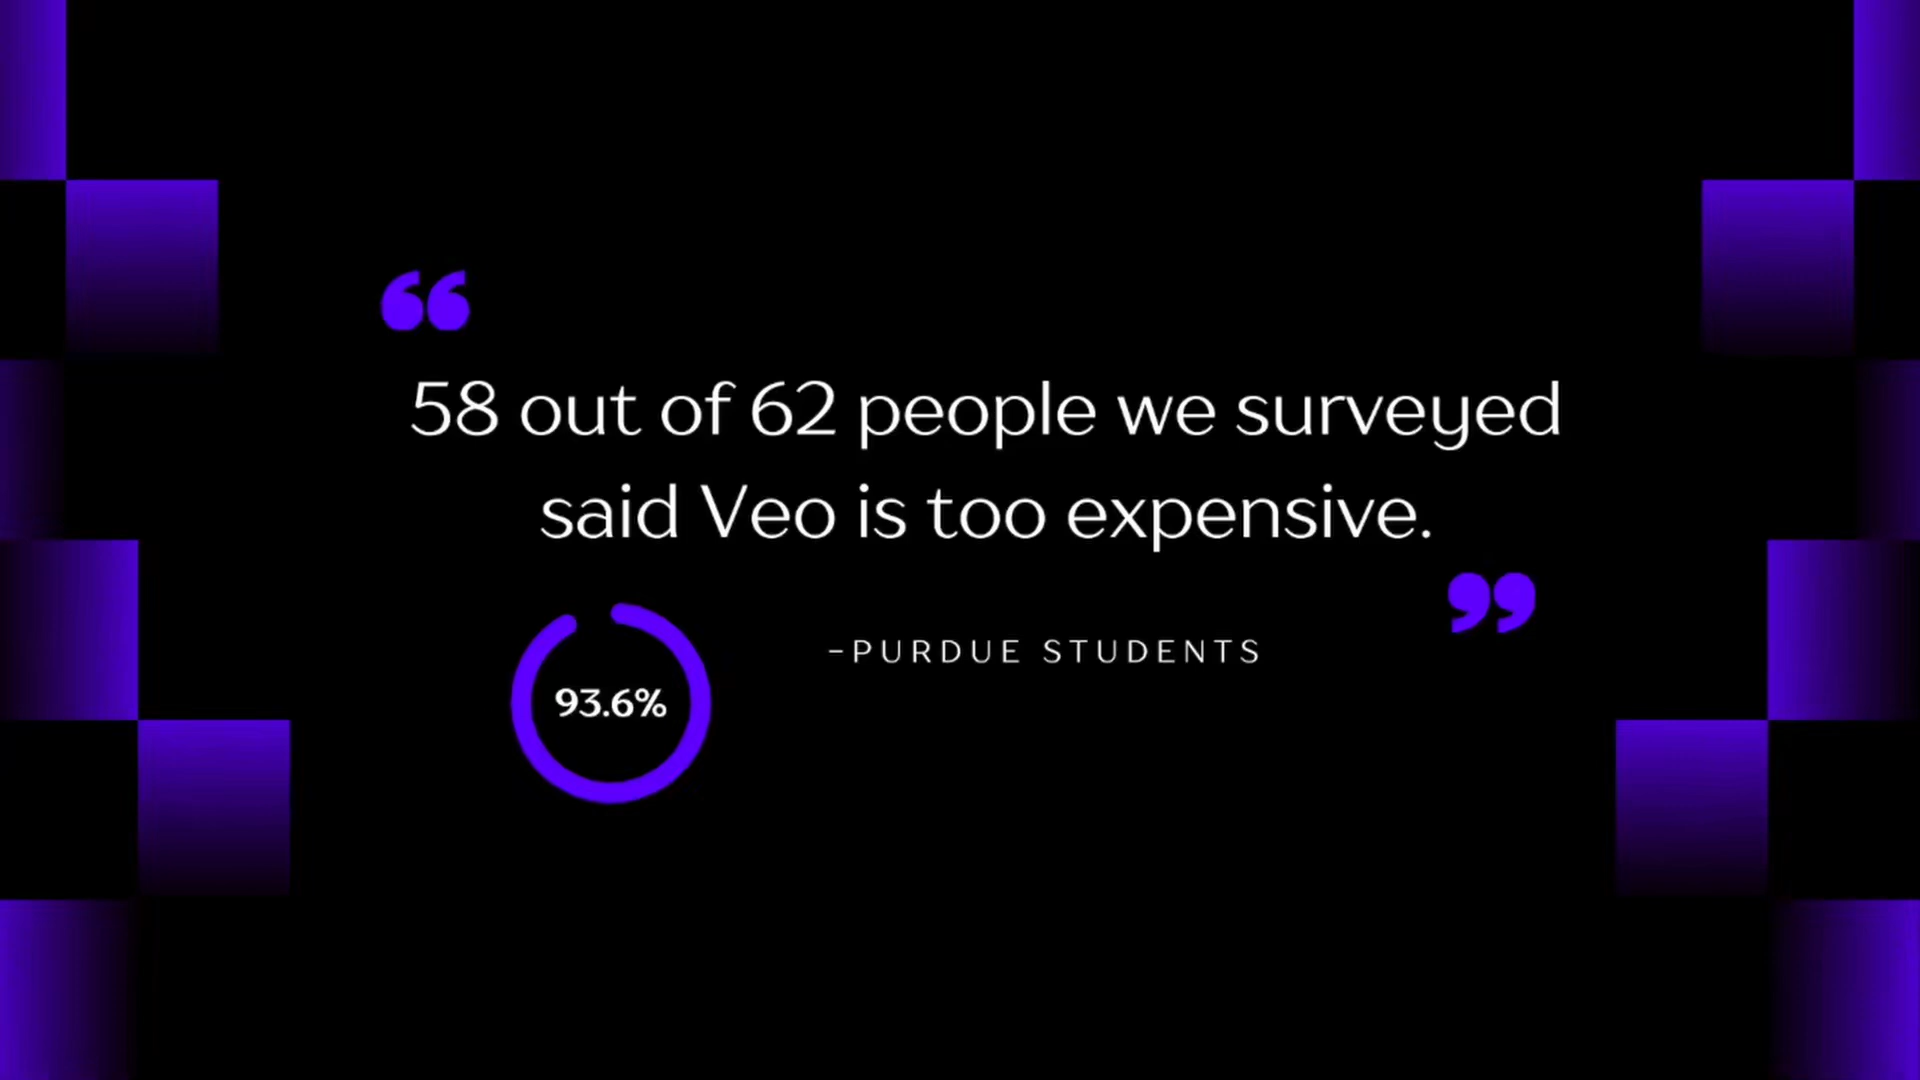 “
58 out of 62 people we surveyed
said Veo is too expensive.
”
-PURDUE STUDENTS
93.6%